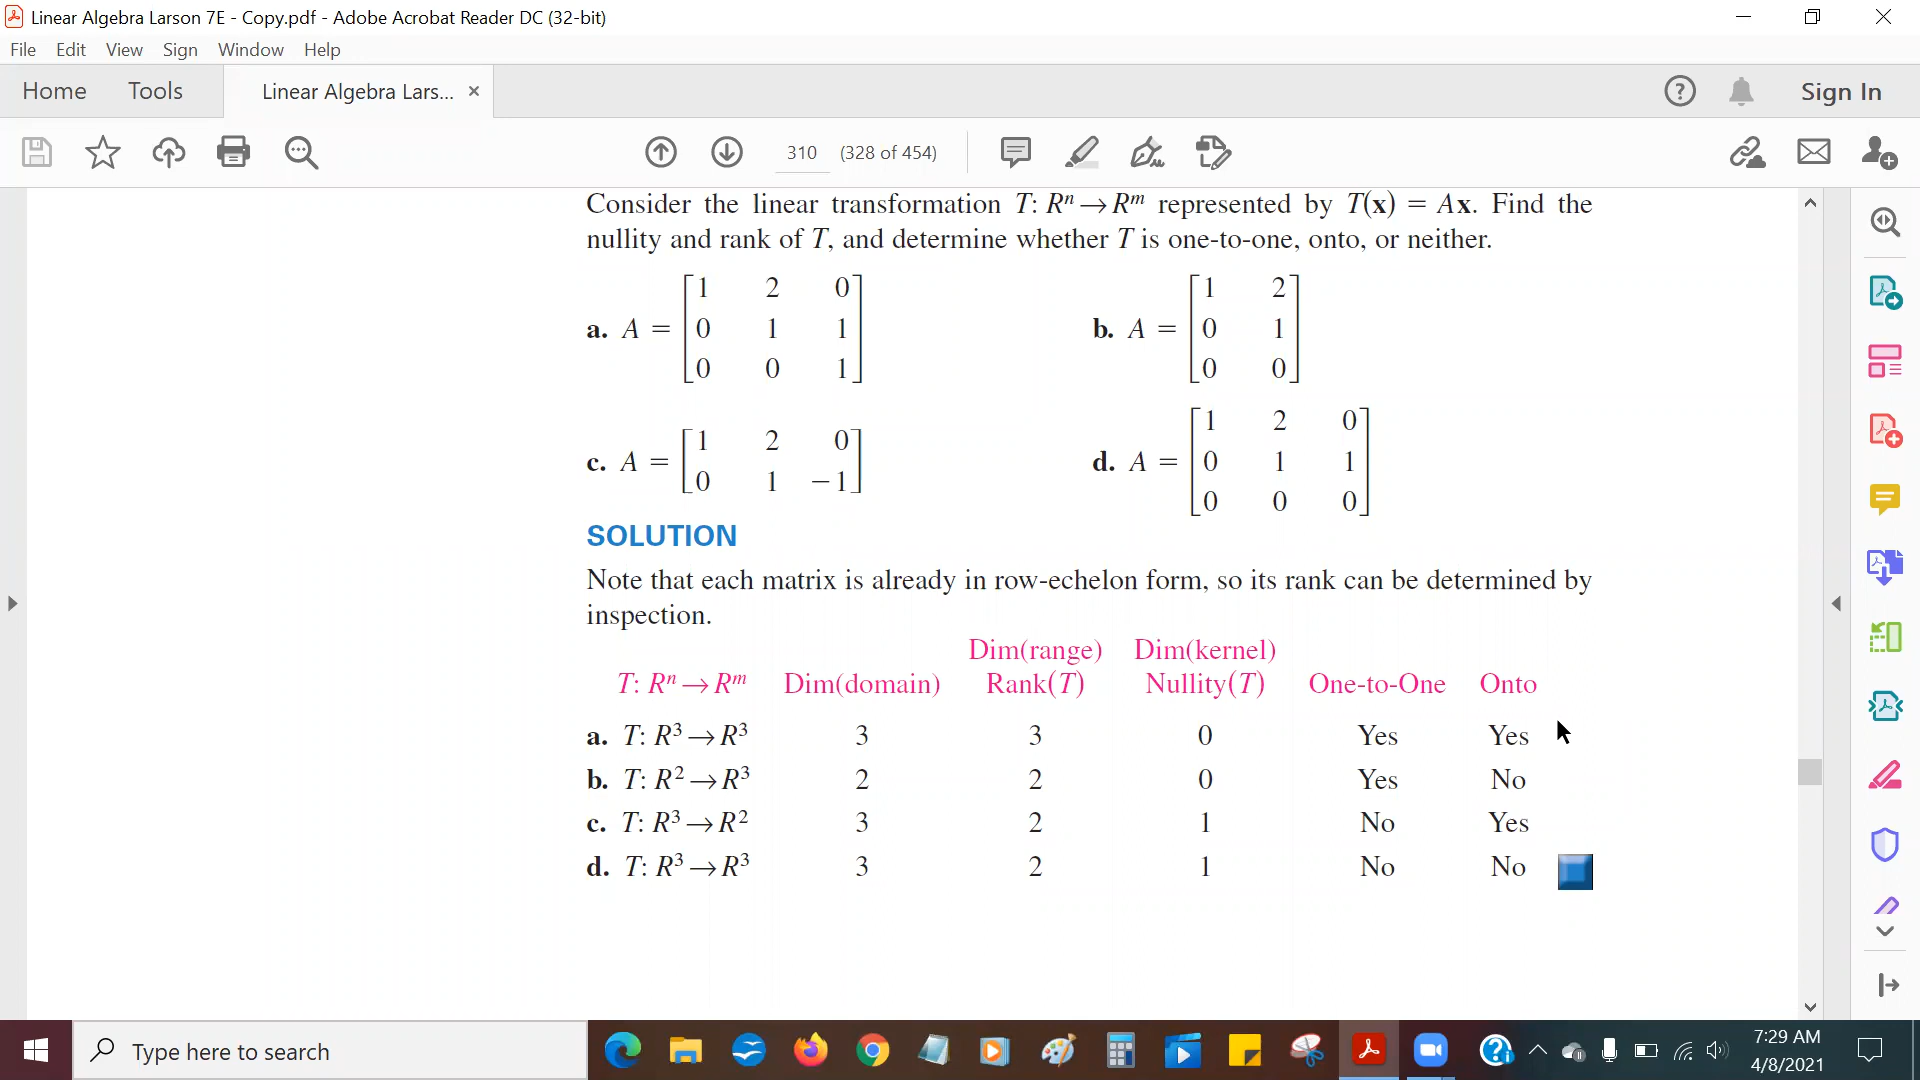 Linear Algebra Larson 7E - Copy.pdf - Adobe Acrobat Reader DC (32-bit)
File Edit View Sign Window Help
Home Tools Linear Algebra Lars... × Sign In
310 (328 of 454)
Consider the linear transformation T: Rⁿ → Rᵐ represented by T(x) = Ax. Find the
nullity and rank of T, and determine whether T is one-to-one, onto, or neither.
a. A = [1 2 0
0 1 1
0 0 1]
b. A = [1 2
0 1
0 0]
c. A = [1 2 0
0 1 −1]
d. A = [1 2 0
0 1 1
0 0 0]
SOLUTION
Note that each matrix is already in row-echelon form, so its rank can be determined by
inspection.
Dim(range) Dim(kernel)
T: Rⁿ → Rᵐ Dim(domain) Rank(T) Nullity(T) One-to-One Onto
a. T: R³ → R³ 3 3 0 Yes Yes
b. T: R² → R³ 2 2 0 Yes No
c. T: R³ → R² 3 2 1 No Yes
d. T: R³ → R³ 3 2 1 No No
Type here to search
7:29 AM
4/8/2021